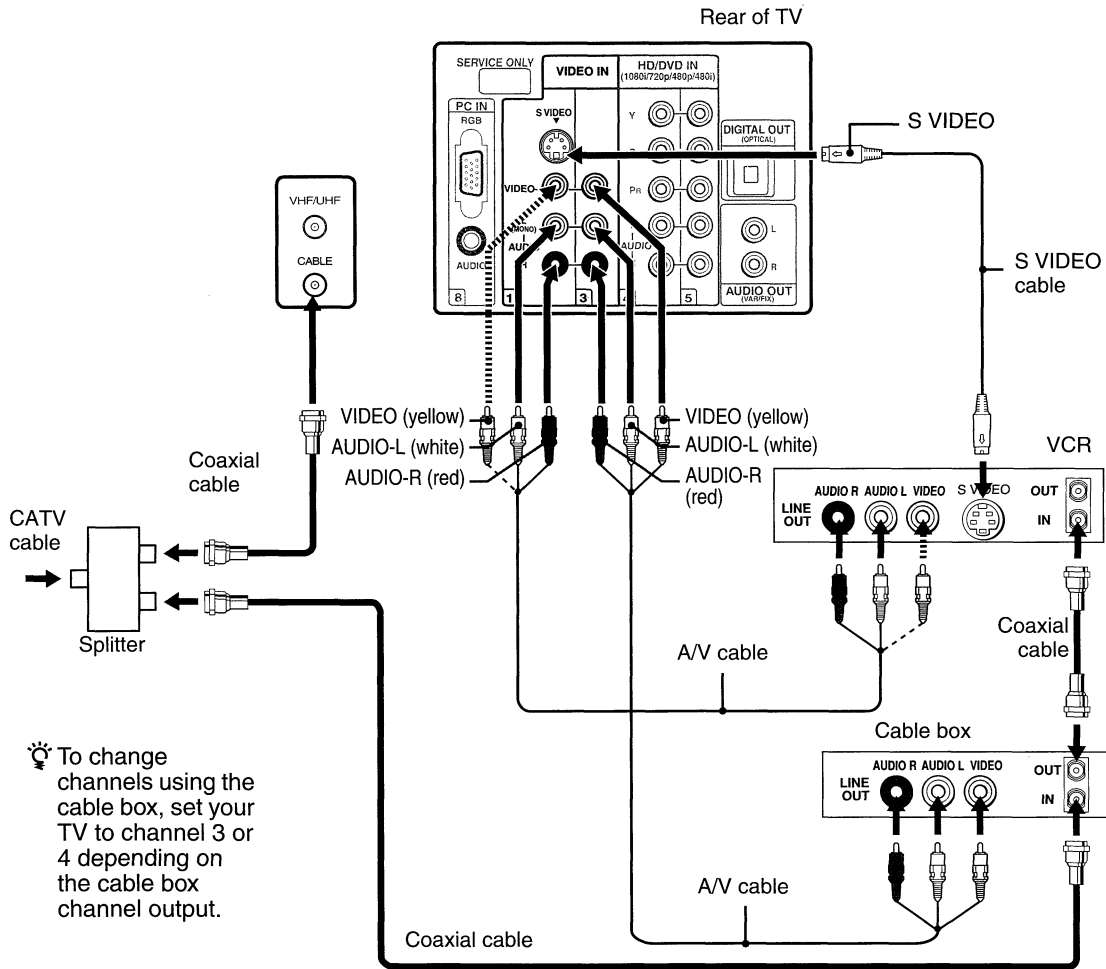 Rear of TV
SERVICE ONLY
VIDEO IN
HD/DVD IN
(1080i/720p/480p/480i)
PC IN
RGB
S VIDEO
Y
DIGITAL OUT
(OPTICAL)
S VIDEO
VHF/UHF
VIDEO
PR
(MONO)
L
AUDIO
CABLE
AUDIO
R
AUDIO OUT
(VAR/FIX)
8
1
3
4
5
S VIDEO
cable
VIDEO (yellow)
AUDIO-L (white)
AUDIO-R (red)
VIDEO (yellow)
AUDIO-L (white)
AUDIO-R
(red)
Coaxial
cable
VCR
AUDIO R
AUDIO L
VIDEO
S VIDEO
OUT
LINE
OUT
IN
CATV
cable
Splitter
Coaxial
cable
A/V cable
Cable box
AUDIO R
AUDIO L
VIDEO
OUT
LINE
OUT
IN
To change
channels using the
cable box, set your
TV to channel 3 or
4 depending on
the cable box
channel output.
A/V cable
Coaxial cable